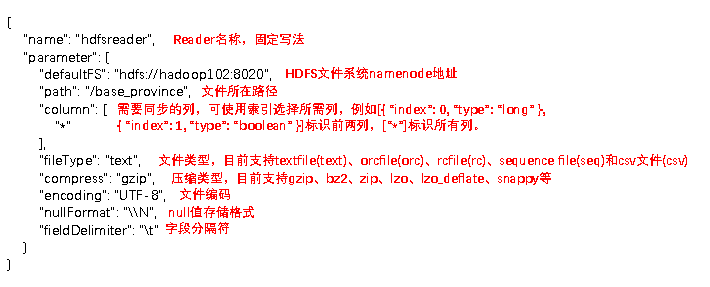 {
"name": "hdfsreader", Reader名称，固定写法
"parameter": {
"defaultFS": "hdfs://hadoop102:8020", HDFS文件系统namenode地址
"path": "/base_province", 文件所在路径
"column": [ 需要同步的列，可使用索引选择所需列，例如[{ "index": 0, "type": "long" },
"*" { "index": 1, "type": "boolean" }]标识前两列，["*"]标识所有列。
],
"fileType": "text", 文件类型，目前支持textfile(text)、orcfile(orc)、rcfile(rc)、sequence file(seq)和csv文件(csv)
"compress": "gzip", 压缩类型，目前支持gzip、bz2、zip、lzo、lzo_deflate、snappy等
"encoding": "UTF-8", 文件编码
"nullFormat": "\\N", null值存储格式
"fieldDelimiter": "\t" 字段分隔符
}
}